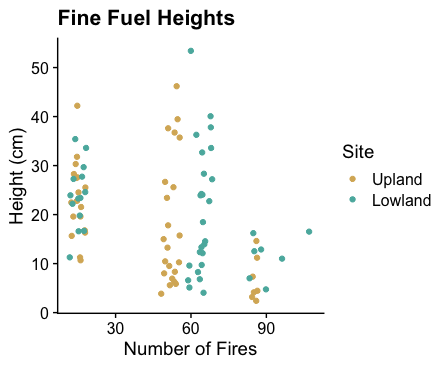 Fine Fuel Heights
Height (cm)
50
40
30
20
10
0
30
60
90
Number of Fires
Site
Upland
Lowland